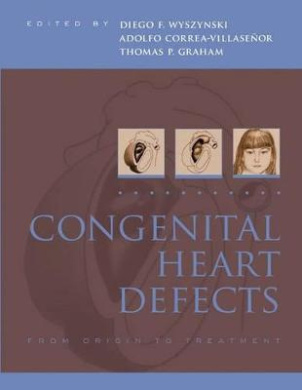 EDITED BY DIEGO F. WYSZYNSKI
ADOLFO CORREA-VILLASEÑOR
THOMAS P. GRAHAM
CONGENITAL
HEART
DEFECTS
FROM ORIGIN TO TREATMENT